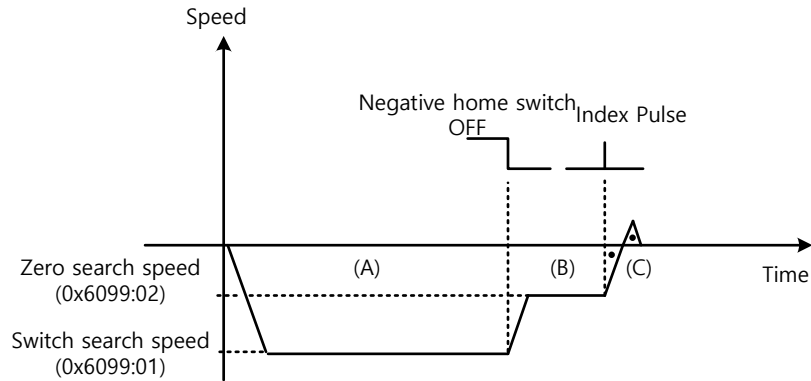 Speed
Negative home switch
OFF
Index Pulse
(A)
(B)
(C)
Time
Zero search speed
(0x6099:02)
Switch search speed
(0x6099:01)